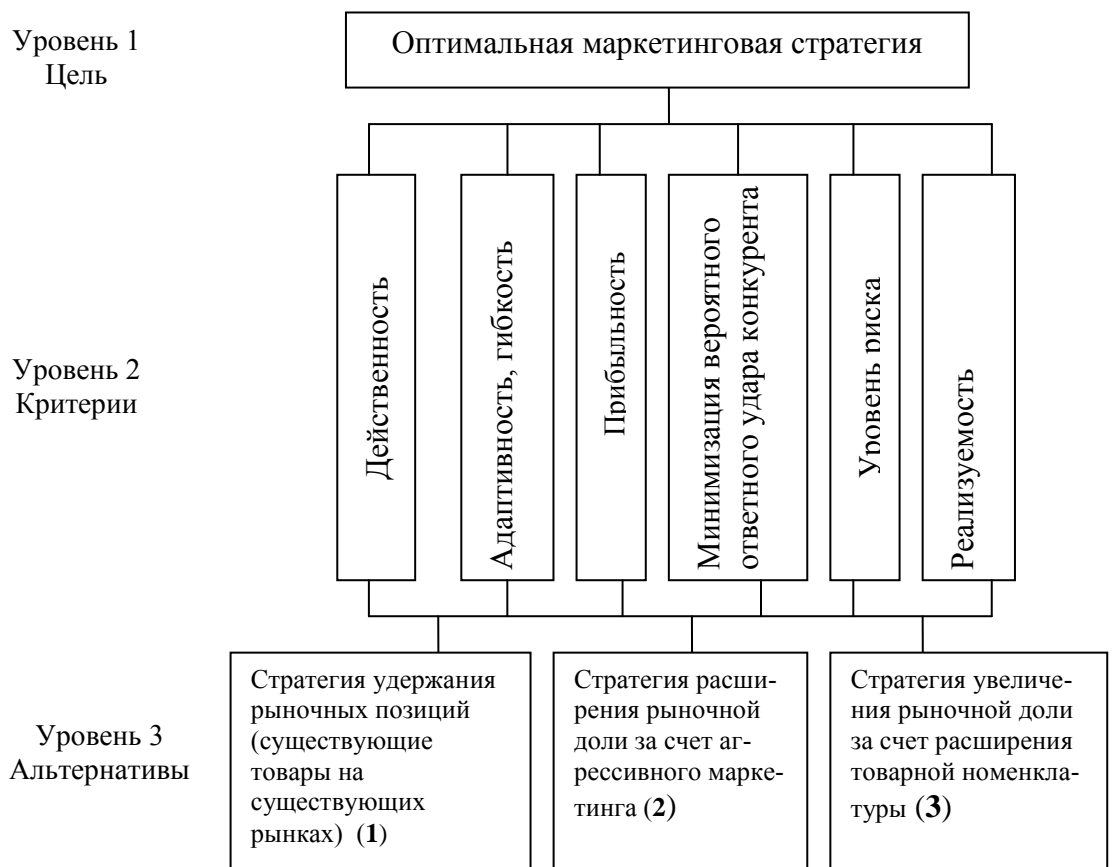 Уровень 1
Цель
Оптимальная маркетинговая стратегия
Уровень 2
Критерии
Действенность
Адаптивность, гибкость
Прибыльность
Минимизация вероятного
ответного удара конкурента
Уровень риска
Реализуемость
Уровень 3
Альтернативы
Стратегия удержания
рыночных позиций
(существующие
товары на
существующих
рынках) (1)
Стратегия расши-
рения рыночной
доли за счет аг-
рессивного марке-
тинга (2)
Стратегия увеличе-
ния рыночной доли
за счет расширения
товарной номенкла-
туры (3)